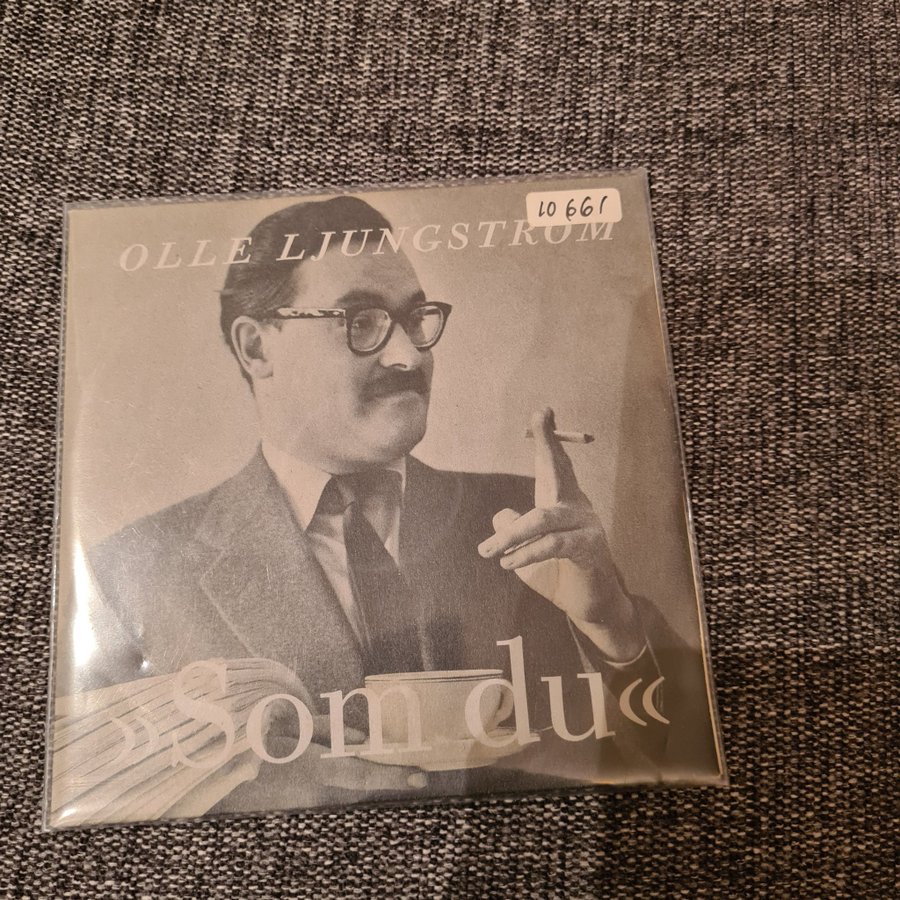 10 661
OLLE LJUNGSTRÖM
»Som du«